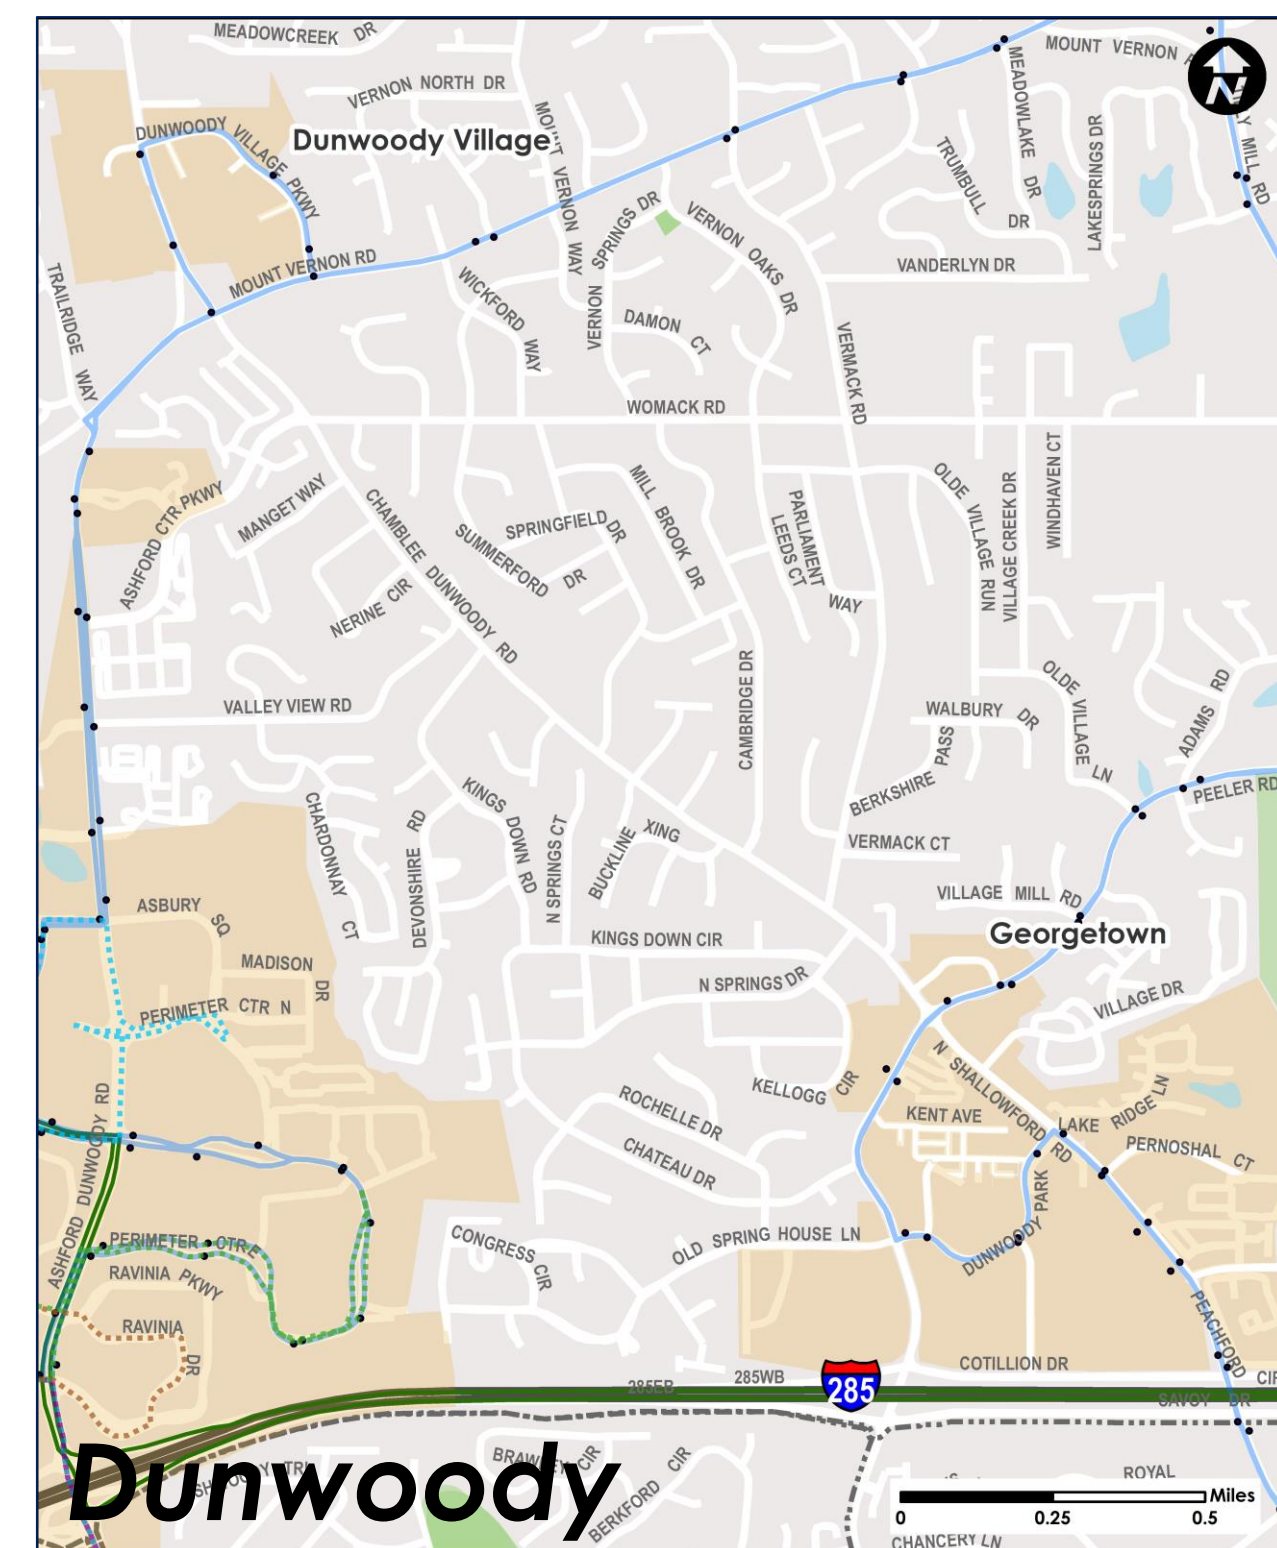 MEADOWCREEK DR
MOUNT VERNON
VERNON NORTH DR
N
MEADOWLAKE DR
MOUNT VERNON WAY
DUNWOODY VILLAGE PKWY
Dunwoody Village
LAKESPRINGS DR
TRUMBULL DR
MILL RD
SPRINGS DR
VERNON OAKS DR
MOUNT VERNON RD
VANDERLYN DR
TRAILRIDGE WAY
WICKFORD WAY
VERNON
DAMON CT
VERMACK RD
WOMACK RD
WINDHAVEN CT
ASHFORD CTR PKWY
MANGET WAY
CHAMBLEE DUNWOODY RD
SPRINGFIELD DR
SUMMERFORD DR
MILL BROOK DR
PARLIAMENT WAY
LEEDS CT
OLDE VILLAGE RUN
VILLAGE CREEK DR
NERINE CIR
VALLEY VIEW RD
CAMBRIDGE DR
OLDE VILLAGE LN
ADAMS RD
WALBURY DR
BERKSHIRE PASS
PEELER RD
CHARDONNAY CT
DEVONSHIRE RD
KINGS DOWN RD
N SPRINGS CT
BUCKLINE XING
VERMACK CT
VILLAGE MILL RD
ASBURY SQ
Georgetown
KINGS DOWN CIR
MADISON DR
N SPRINGS DR
VILLAGE DR
PERIMETER CTR N
N SHALLOWFORD RD
KELLOGG CIR
ROCHELLE DR
KENT AVE
LAKE RIDGE LN
CHATEAU DR
PERNOSHAL CT
ASHFORD DUNWOODY RD
PERIMETER CTR E
CONGRESS CIR
OLD SPRING HOUSE LN
DUNWOODY PARK
RAVINIA PKWY
RAVINIA DR
PEACHFORD
COTILLION DR
285EB
285WB
285
CIR
SAVOY DR
Dunwoody
BERKFORD CIR
ROYAL
Miles
0
0.25
0.5
CHANCERY LN